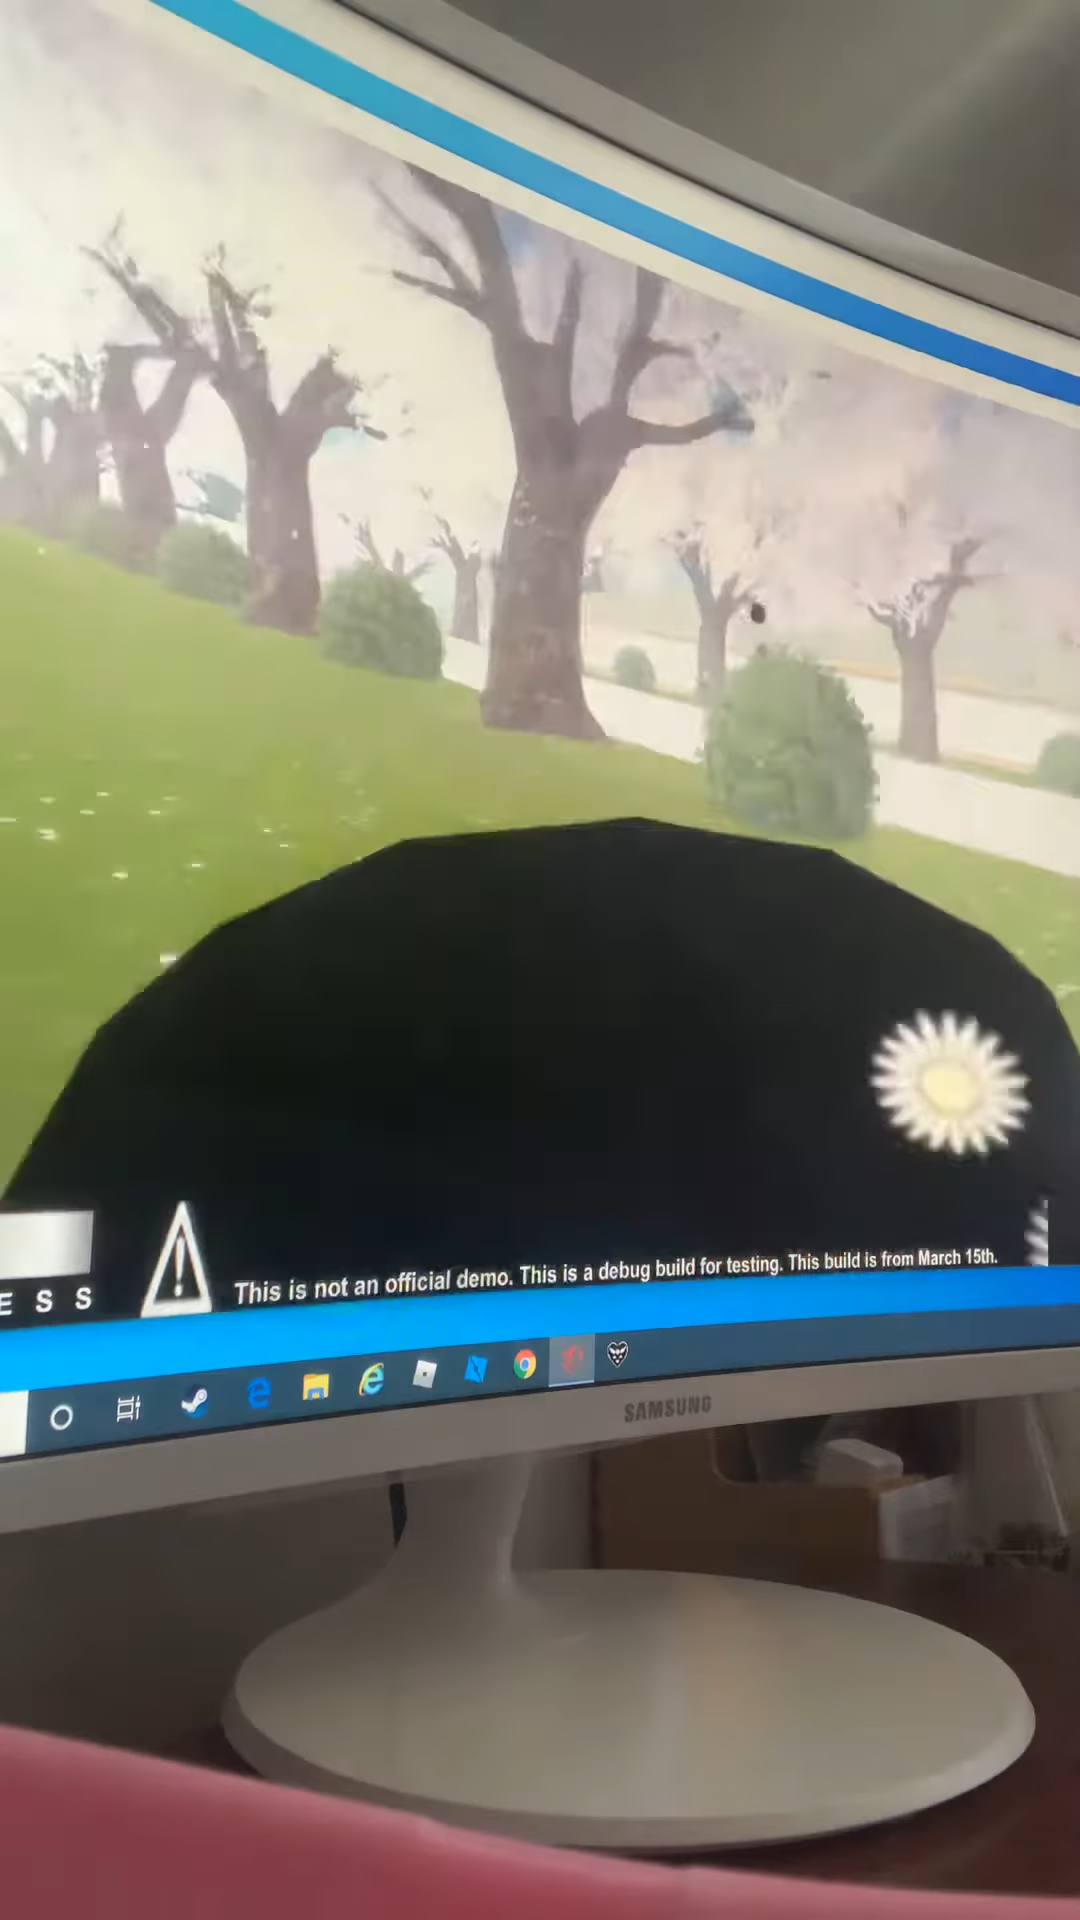 E S S
This is not an official demo. This is a debug build for testing. This build is from March 15th.
SAMSUNG